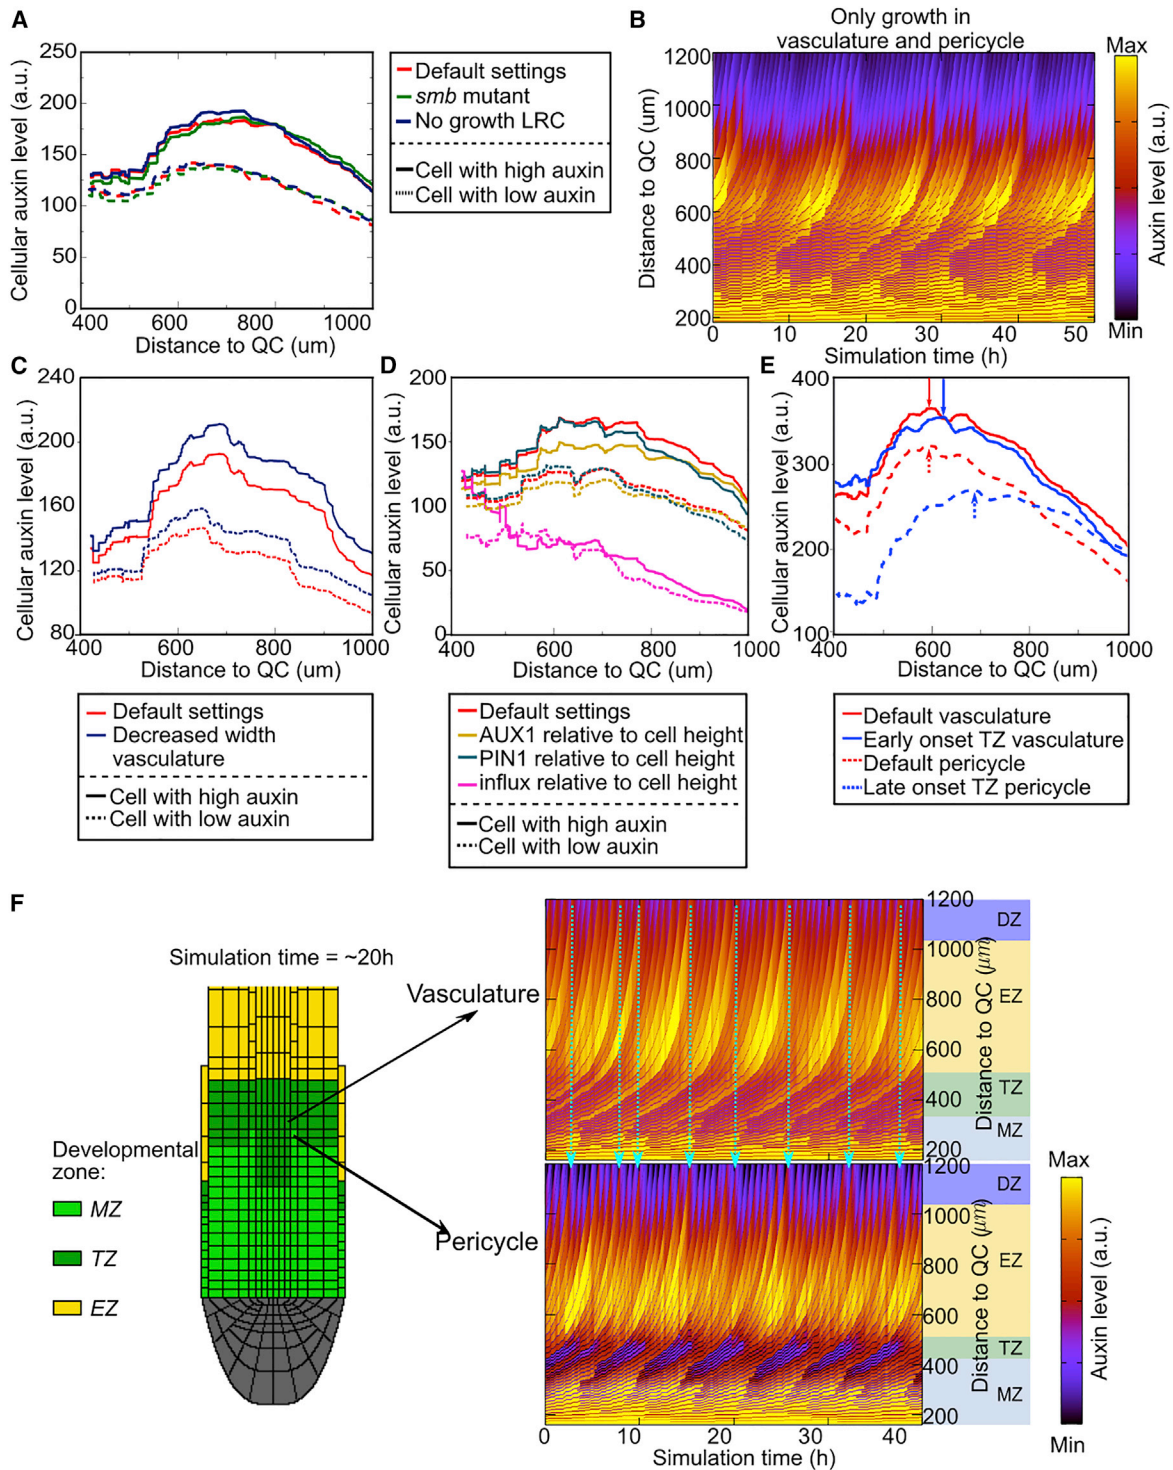 A
250
200
150
100
50
0
400
600
800
1000
Cellular auxin level (a.u.)
Distance to QC (um)
Default settings
smb mutant
No growth LRC
Cell with high auxin
Cell with low auxin
B
Only growth in
vasculature and pericycle
1200
1000
800
600
400
200
0
10
20
30
40
50
Distance to QC (um)
Simulation time (h)
Max
Auxin level (a.u.)
Min
C
240
200
160
120
80
400
600
800
1000
Cellular auxin level (a.u.)
Distance to QC (um)
Default settings
Decreased width
vasculature
Cell with high auxin
Cell with low auxin
D
200
150
100
50
0
400
600
800
1000
Cellular auxin level (a.u.)
Distance to QC (um)
Default settings
AUX1 relative to cell height
PIN1 relative to cell height
influx relative to cell height
Cell with high auxin
Cell with low auxin
E
400
300
200
100
400
600
800
1000
Cellular auxin level (a.u.)
Distance to QC (um)
Default vasculature
Early onset TZ vasculature
Default pericycle
Late onset TZ pericycle
F
Simulation time = ~20h
Developmental
zone:
MZ
TZ
EZ
Vasculature
Pericycle
1200
1000
800
600
400
200
Distance to QC (μm)
DZ
EZ
TZ
MZ
1200
1000
800
600
400
200
Distance to QC (μm)
DZ
EZ
TZ
MZ
0
10
20
30
40
Simulation time (h)
Max
Auxin level (a.u.)
Min